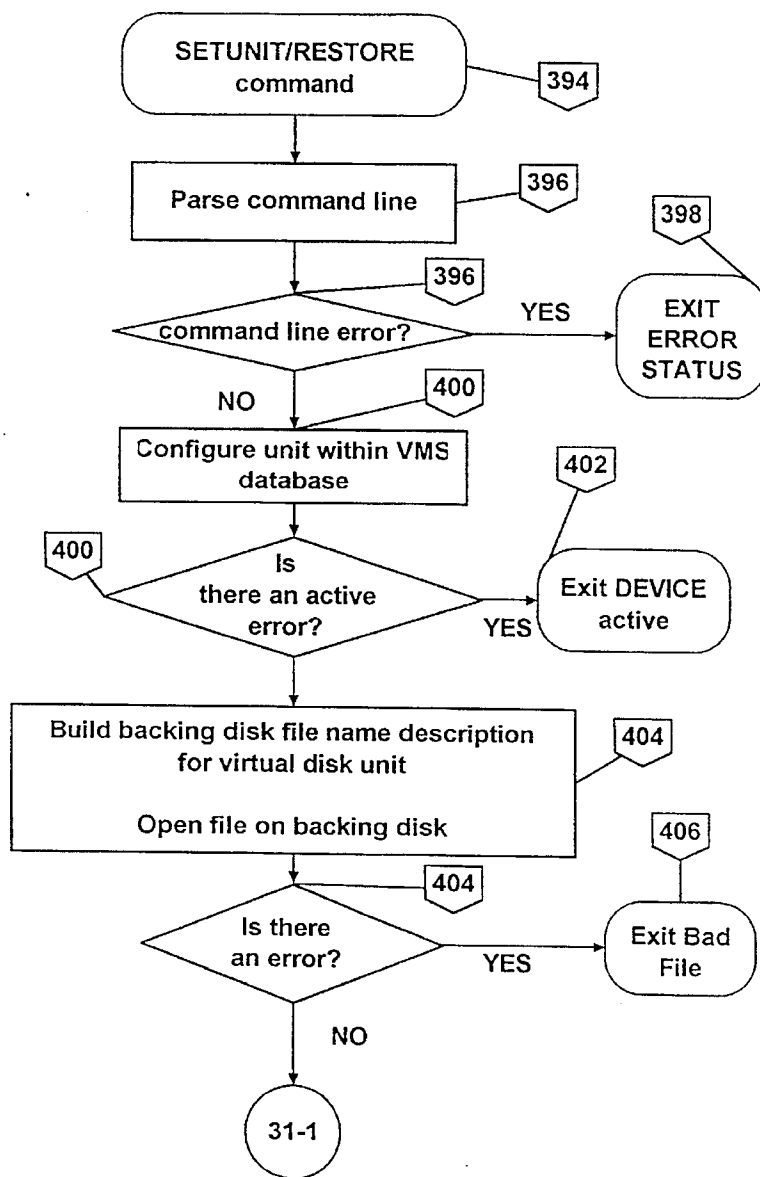 SETUNIT/RESTORE
command
394
Parse command line
396
398
396
command line error?
YES
EXIT
ERROR
STATUS
NO
400
Configure unit within VMS
database
402
400
Is
there an active
error?
YES
Exit DEVICE
active
Build backing disk file name description
for virtual disk unit
Open file on backing disk
404
406
404
Is there
an error?
YES
Exit Bad
File
NO
31-1